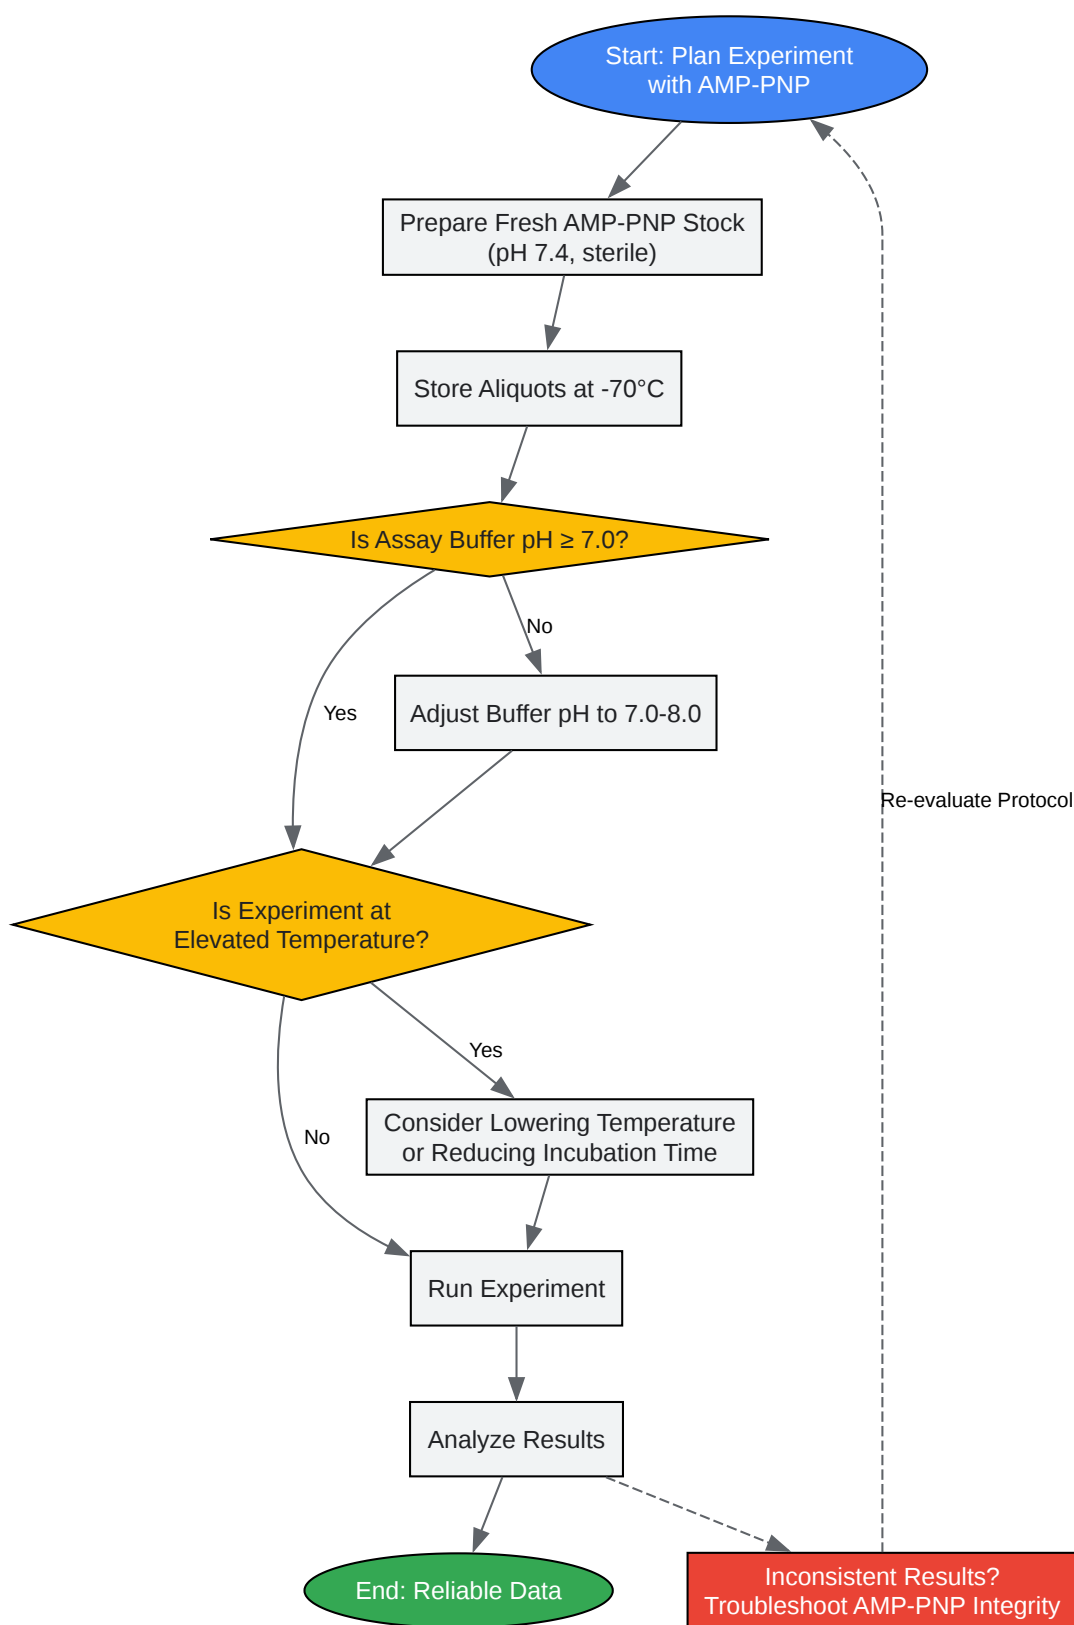 Start: Plan Experiment
with AMP-PNP
Prepare Fresh AMP-PNP Stock
(pH 7.4, sterile)
Store Aliquots at -70°C
Is Assay Buffer pH ≥ 7.0?
No
Yes
Adjust Buffer pH to 7.0-8.0
Re-evaluate Protocol
Is Experiment at
Elevated Temperature?
Yes
No
Consider Lowering Temperature
or Reducing Incubation Time
Run Experiment
Analyze Results
End: Reliable Data
Inconsistent Results?
Troubleshoot AMP-PNP Integrity